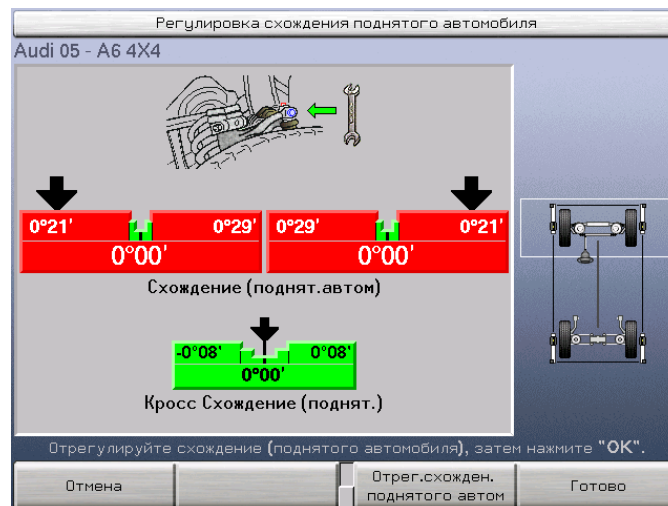 Регулировка схождения поднятого автомобиля
Audi 05 - A6 4X4
0°21' 0°29' 0°29' 0°21'
0°00' 0°00'
Схождение (поднят.автом)
-0°08' 0°08'
0°00'
Кросс Схождение (поднят.)
Отрегулируйте схождение (поднятого автомобиля), затем нажмите "OK".
Отмена
Отрег.схожден.
поднятого автом
Готово